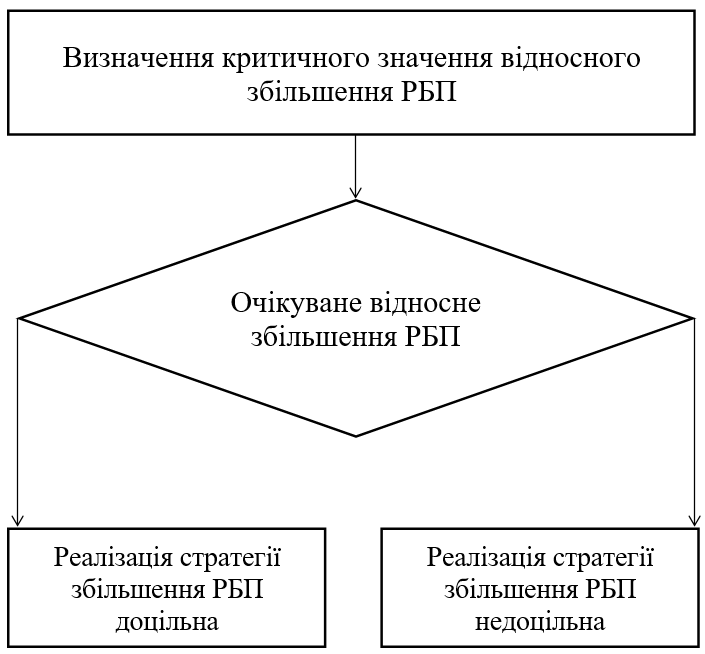 Визначення критичного значення відносного
збільшення РБП
Очікуване відносне
збільшення РБП
Реалізація стратегії
збільшення РБП
доцільна
Реалізація стратегії
збільшення РБП
недоцільна